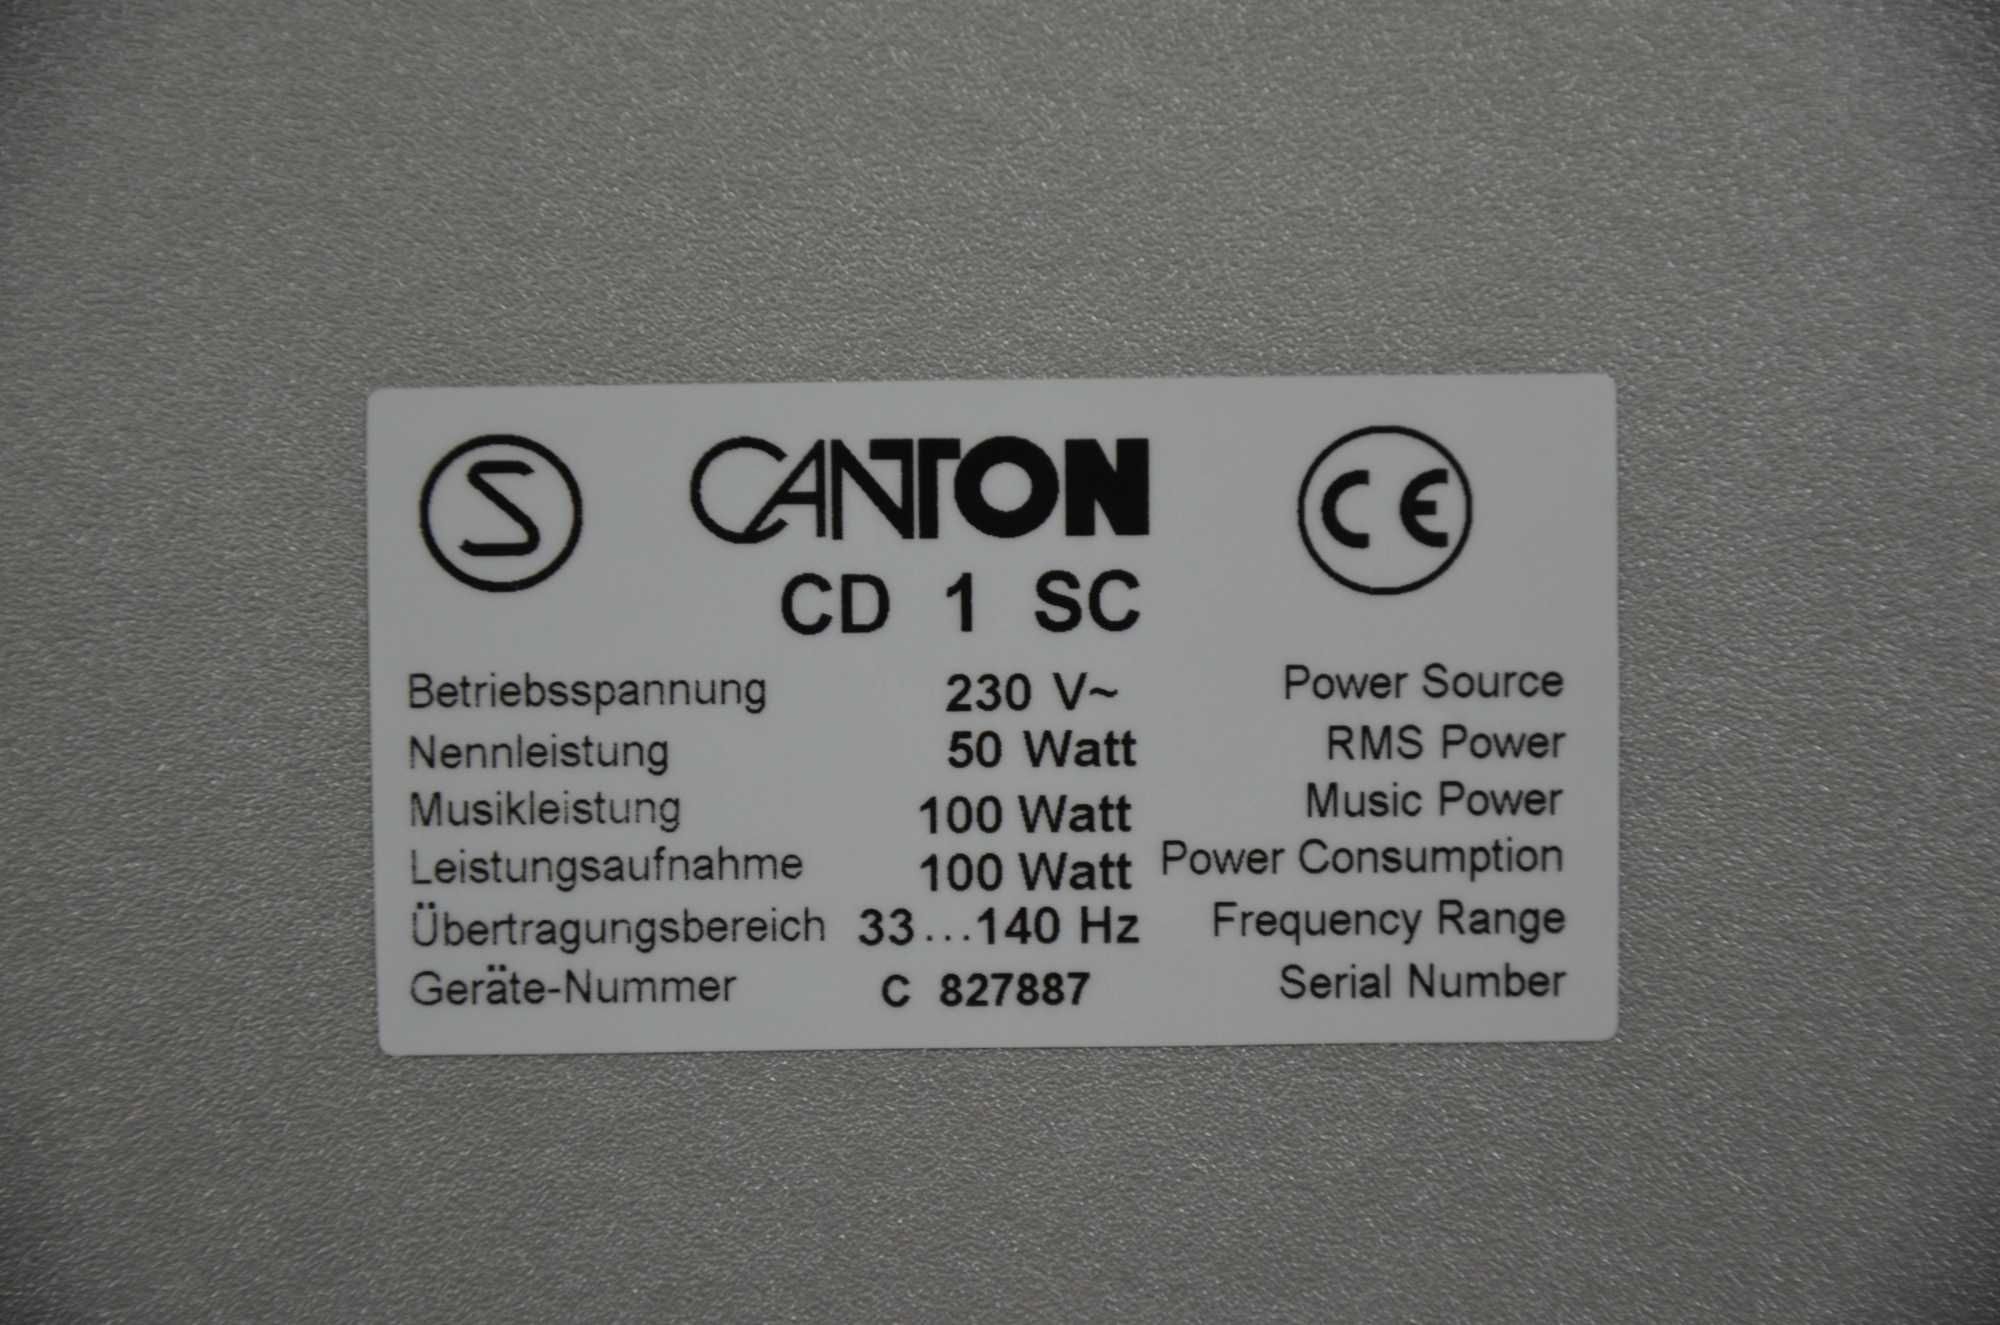 S CANTON CE
CD 1 SC
Betriebsspannung 230 V~ Power Source
Nennleistung 50 Watt RMS Power
Musikleistung 100 Watt Music Power
Leistungsaufnahme 100 Watt Power Consumption
Übertragungsbereich 33...140 Hz Frequency Range
Geräte-Nummer C 827887 Serial Number